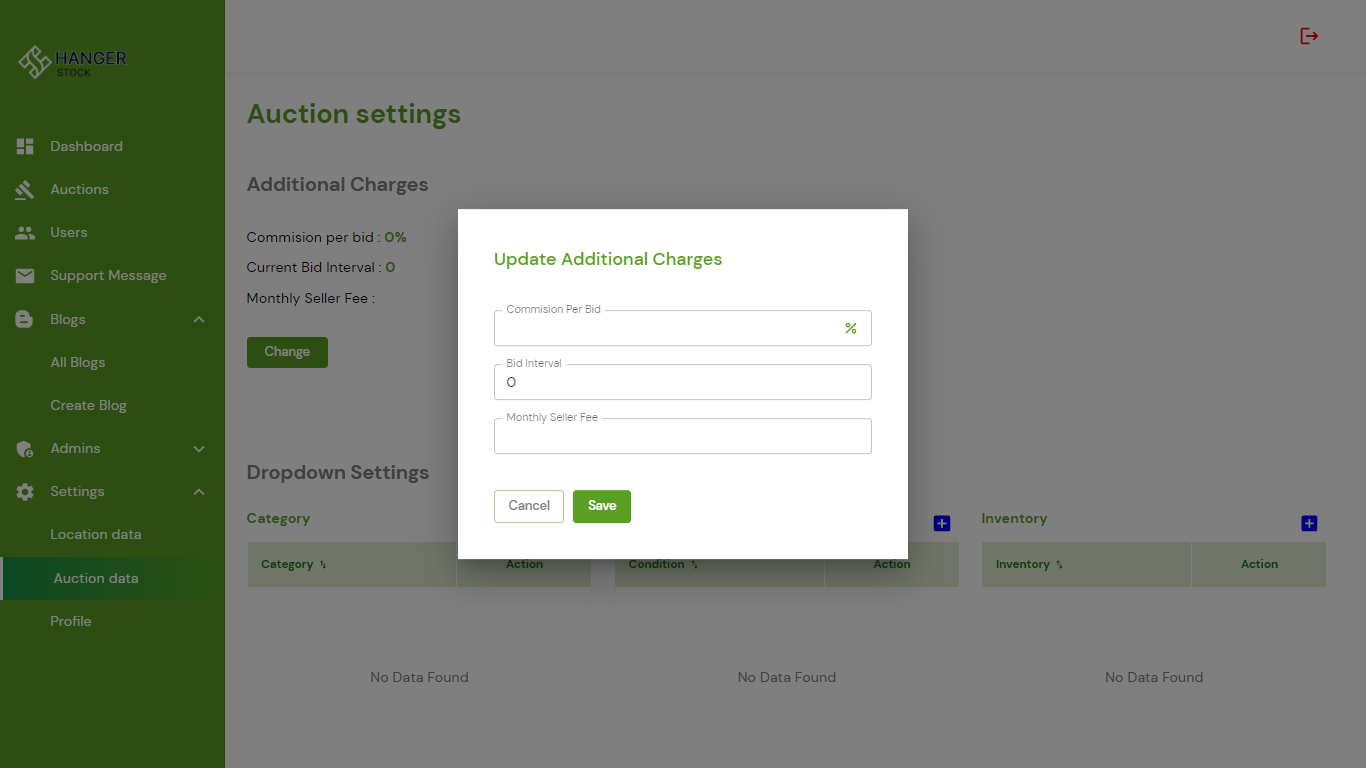 HANGER
STOCK
Dashboard
Auctions
Users
Support Message
Blogs
All Blogs
Create Blog
Admins
Settings
Location data
Auction data
Profile
Auction settings
Additional Charges
Commision per bid : 0%
Current Bid Interval : 0
Monthly Seller Fee :
Change
Update Additional Charges
Commision Per Bid
%
Bid Interval
0
Monthly Seller Fee
Cancel
Save
Dropdown Settings
Category
Category
Action
No Data Found
Condition
Action
No Data Found
Inventory
Inventory
Action
No Data Found